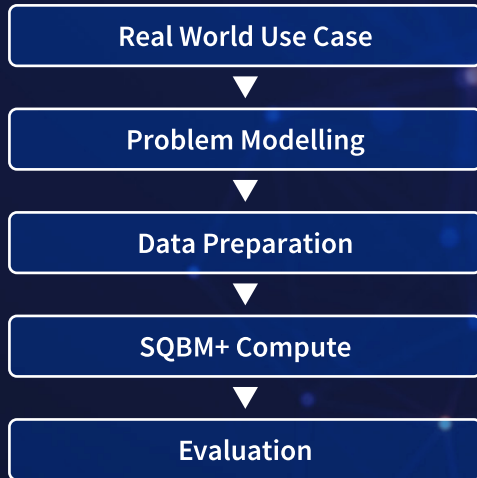 Real World Use Case
Problem Modelling
Data Preparation
SQBM+ Compute
Evaluation